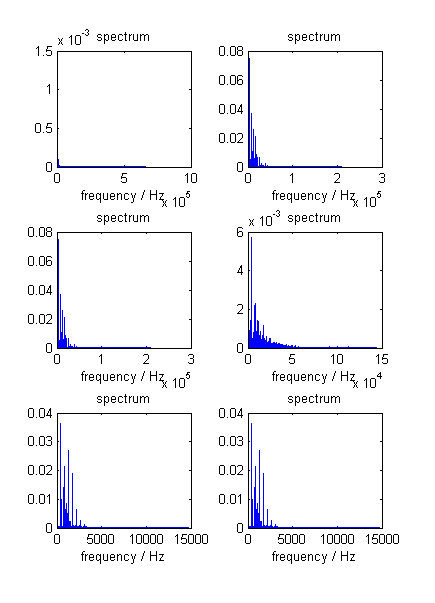 x 10^-3 spectrum
spectrum
1.5
1
0.5
0
0 5 10
frequency / Hz
x 10^5
0.08
0.06
0.04
0.02
0
0 1 2 3
frequency / Hz
x 10^5
spectrum
x 10^-3 spectrum
0.08
0.06
0.04
0.02
0
0 1 2 3
frequency / Hz
x 10^5
6
4
2
0
0 5 10 15
frequency / Hz
x 10^4
spectrum
spectrum
0.04
0.03
0.02
0.01
0
0 5000 10000 15000
frequency / Hz
0.04
0.03
0.02
0.01
0
0 5000 10000 15000
frequency / Hz